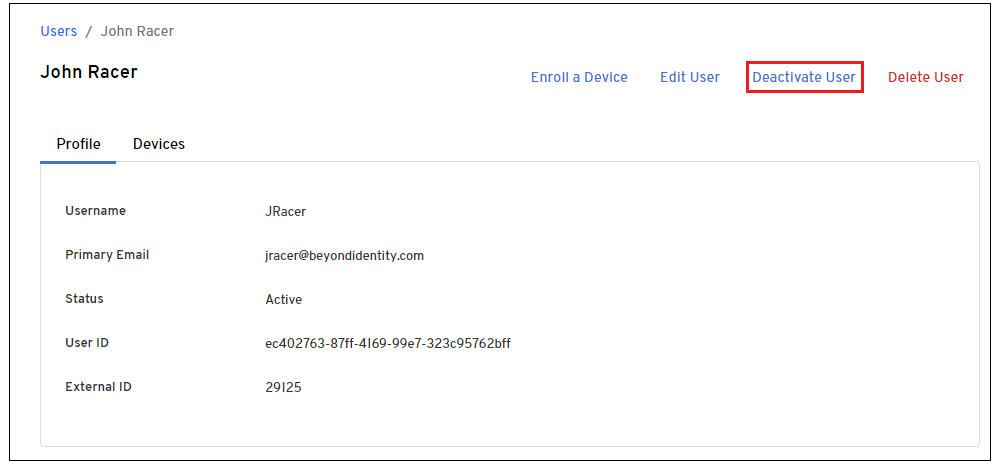 Users / John Racer
John Racer
Enroll a Device Edit User Deactivate User Delete User
Profile Devices
Username JRacer
Primary Email jracer@beyondidentity.com
Status Active
User ID ec402763-87ff-4169-99e7-323c95762bff
External ID 29125